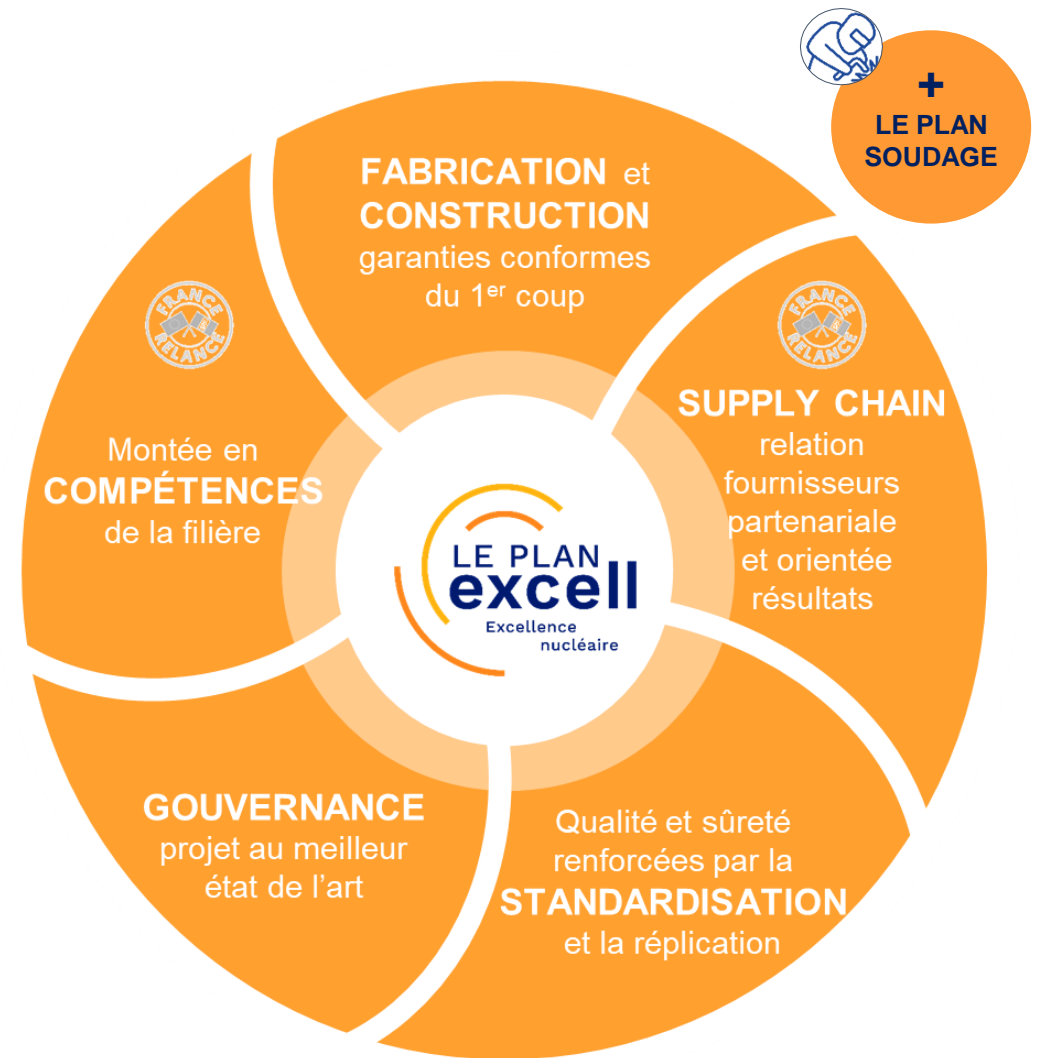 +
LE PLAN
SOUDAGE
FABRICATION et
CONSTRUCTION
garanties conformes
du 1er coup
FRANCE
RELANCE
SUPPLY CHAIN
relation
fournisseurs
partenariale
et orientée
résultats
Qualité et sûreté
renforcées par la
STANDARDISATION
et la réplication
GOUVERNANCE
projet au meilleur
état de l’art
FRANCE
RELANCE
Montée en
COMPÉTENCES
de la filière
LE PLAN
excell
Excellence
nucléaire